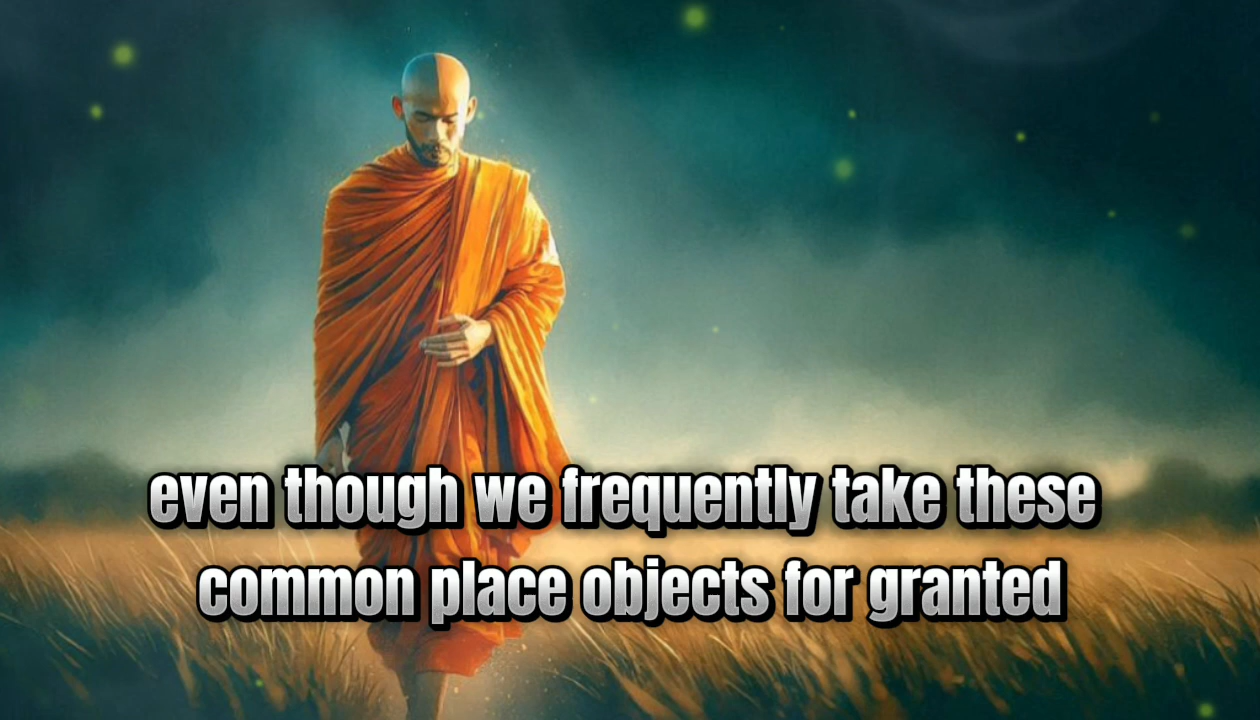 even though we frequently take these
common place objects for granted